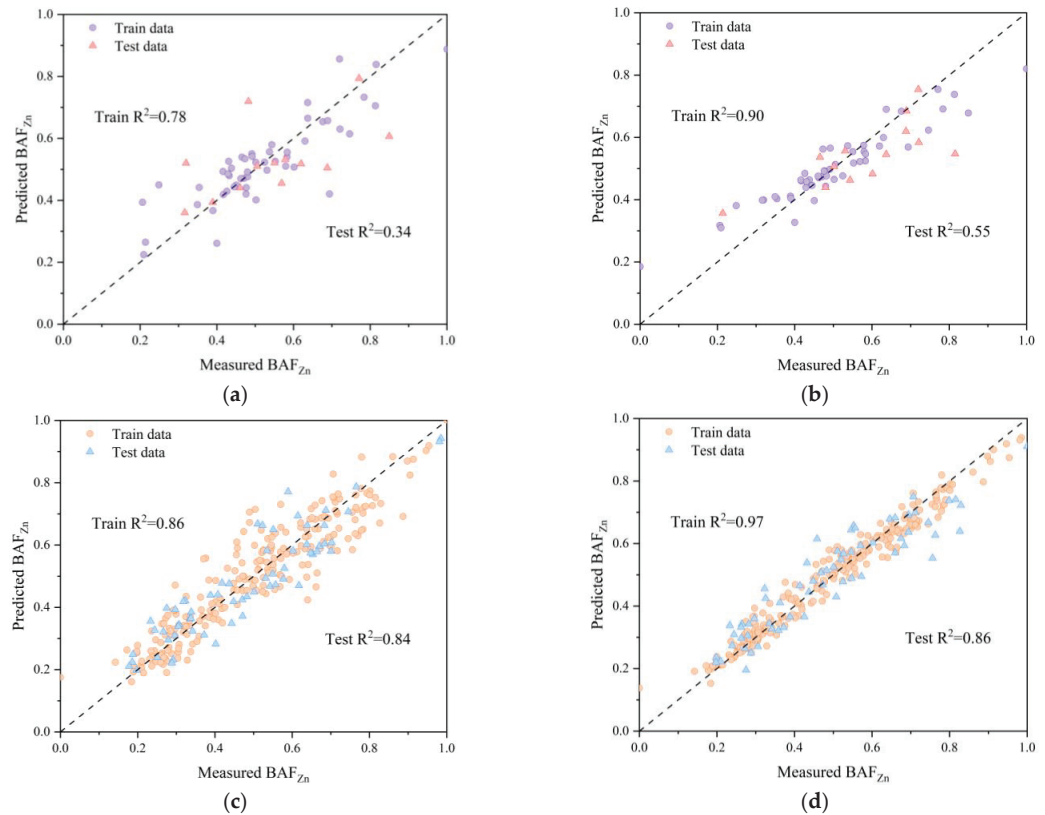 Train data
Test data
Train R²=0.78
Test R²=0.34
Predicted BAF_Zn
1.0
0.8
0.6
0.4
0.2
0.0
0.0 0.2 0.4 0.6 0.8 1.0
Measured BAF_Zn
(a)
Train data
Test data
Train R²=0.90
Test R²=0.55
Predicted BAF_Zn
1.0
0.8
0.6
0.4
0.2
0.0
0.0 0.2 0.4 0.6 0.8 1.0
Measured BAF_Zn
(b)
Train data
Test data
Train R²=0.86
Test R²=0.84
Predicted BAF_Zn
1.0
0.8
0.6
0.4
0.2
0.0
0.0 0.2 0.4 0.6 0.8 1.0
Measured BAF_Zn
(c)
Train data
Test data
Train R²=0.97
Test R²=0.86
Predicted BAF_Zn
1.0
0.8
0.6
0.4
0.2
0.0
0.0 0.2 0.4 0.6 0.8 1.0
Measured BAF_Zn
(d)